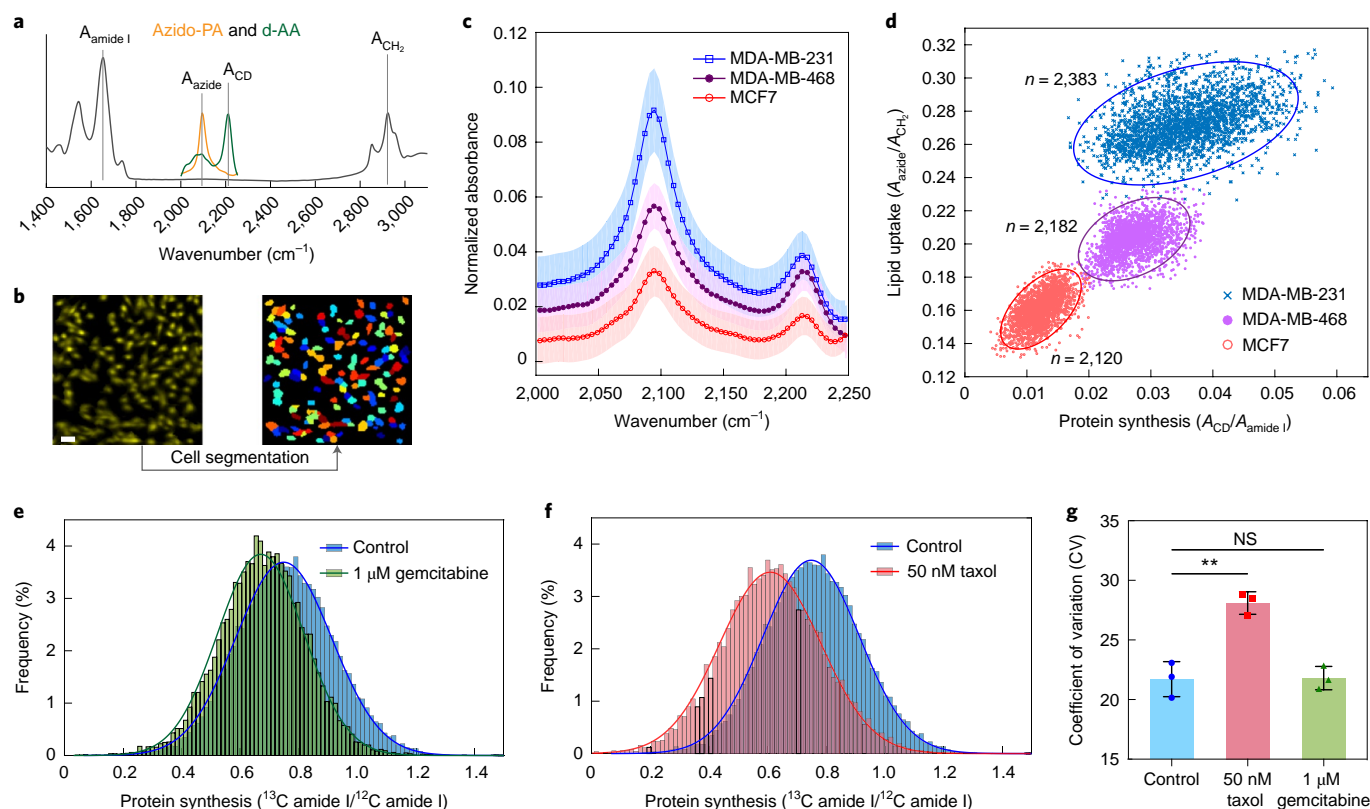 a
A_amide I
Azido-PA and d-AA
A_azide
A_CD
A_CH₂
1,400 1,600 1,800 2,000 2,200 2,400 2,600 2,800 3,000
Wavenumber (cm⁻¹)
b
Cell segmentation
c
Normalized absorbance
0.12
0.10
0.08
0.06
0.04
0.02
0
MDA-MB-231
MDA-MB-468
MCF7
2,000 2,050 2,100 2,150 2,200 2,250
Wavenumber (cm⁻¹)
d
Lipid uptake (A_azide/A_CH₂)
0.32
0.30
0.28
0.26
0.24
0.22
0.20
0.18
0.16
0.14
0.12
n = 2,383
n = 2,182
n = 2,120
MDA-MB-231
MDA-MB-468
MCF7
0 0.01 0.02 0.03 0.04 0.05 0.06
Protein synthesis (A_CD/A_amide I)
e
Frequency (%)
4
3
2
1
0
Control
1 μM gemcitabine
0 0.2 0.4 0.6 0.8 1.0 1.2 1.4
Protein synthesis (¹³C amide I/¹²C amide I)
f
Frequency (%)
4
3
2
1
0
Control
50 nM taxol
0 0.2 0.4 0.6 0.8 1.0 1.2 1.4
Protein synthesis (¹³C amide I/¹²C amide I)
g
Coefficient of variation (CV)
35
30
25
20
15
NS
**
Control
50 nM
taxol
1 μM
gemcitabine